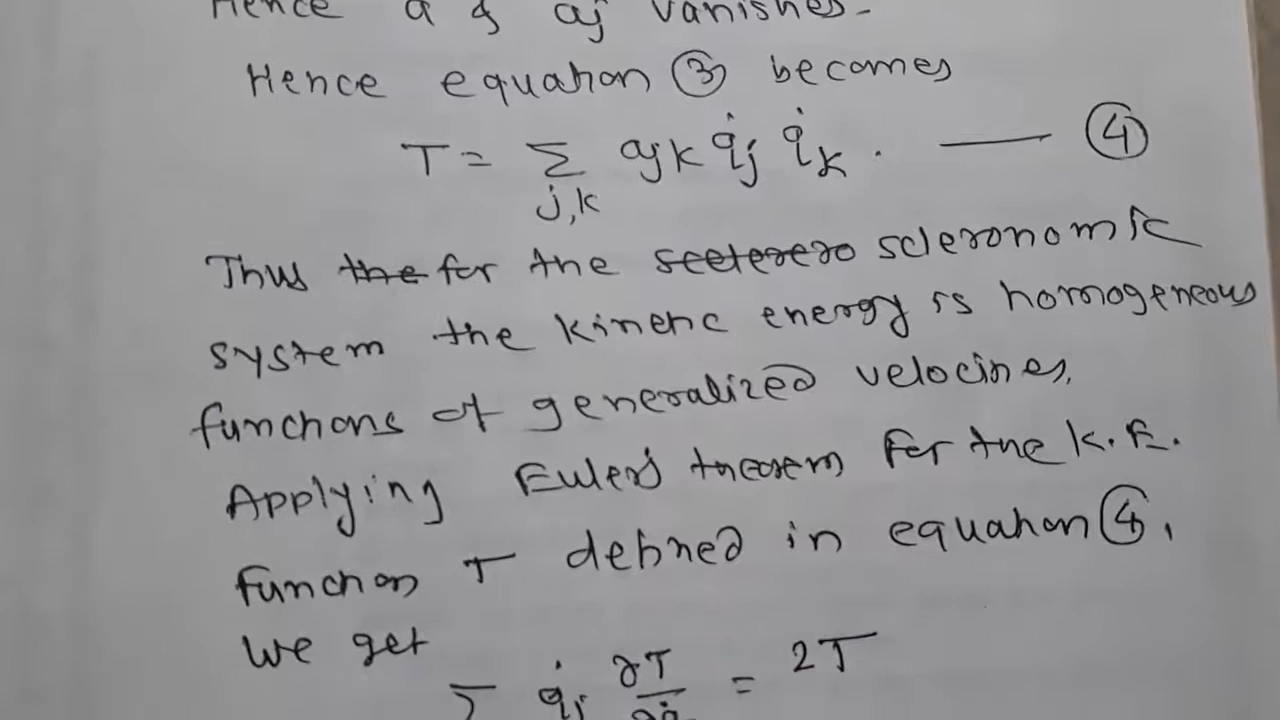 Hence a & aj vanishes.
Hence equation ③ becomes
T = Σ ajk q̇j q̇k. — ④
j,k
Thus the for the seeterero scleronomic
system the kinetic energy is homogeneous
functions of generalized velocities.
Applying Euler's theorem for the K.E.
function T defined in equation ④,
we get
Σ q̇j ∂T/∂q̇ = 2T